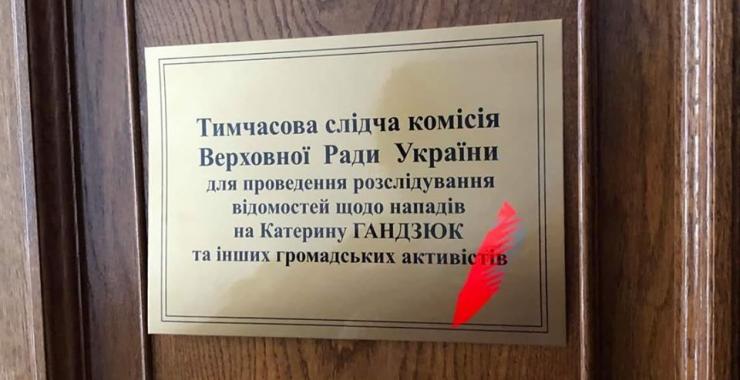 Тимчасова слідча комісія
Верховної Ради України
для проведення розслідування
відомостей щодо нападів
на Катерину ГАНДЗЮК
та інших громадських активістів